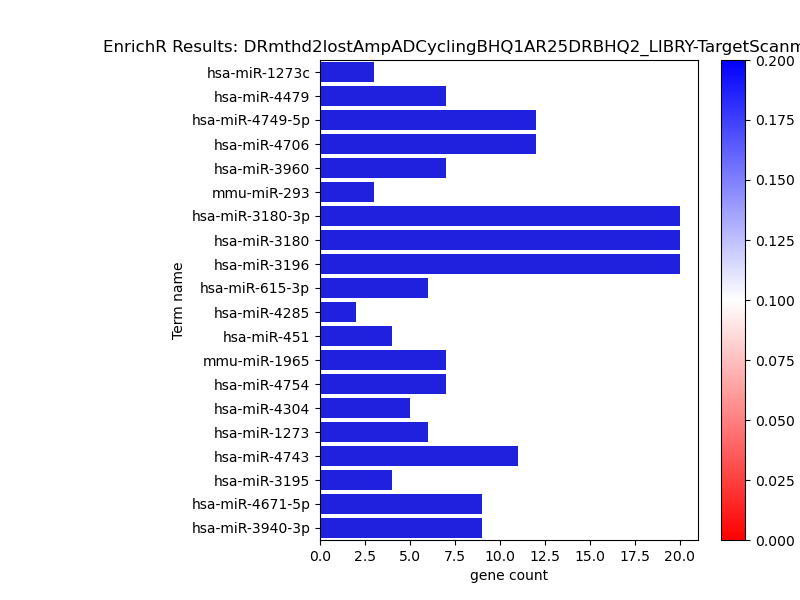 EnrichR Results: DRmthd2lostAmpADCyclingBHQ1AR25DRBHQ2_LIBRY-TargetScanm
hsa-miR-1273c
hsa-miR-4479
hsa-miR-4749-5p
hsa-miR-4706
hsa-miR-3960
mmu-miR-293
hsa-miR-3180-3p
hsa-miR-3180
hsa-miR-3196
hsa-miR-615-3p
hsa-miR-4285
hsa-miR-451
mmu-miR-1965
hsa-miR-4754
hsa-miR-4304
hsa-miR-1273
hsa-miR-4743
hsa-miR-3195
hsa-miR-4671-5p
hsa-miR-3940-3p
Term name
0.0 2.5 5.0 7.5 10.0 12.5 15.0 17.5 20.0
gene count
0.200
0.175
0.150
0.125
0.100
0.075
0.050
0.025
0.000